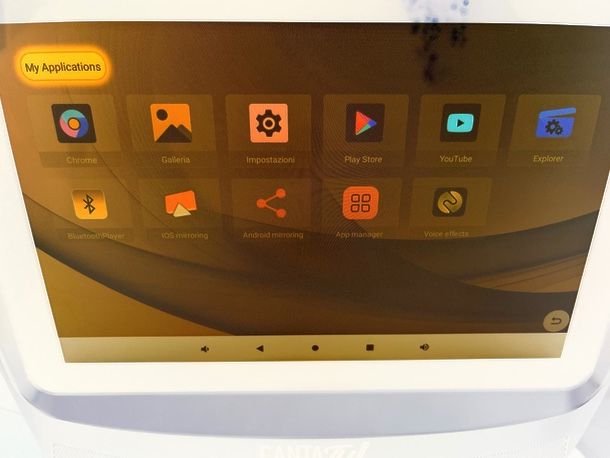 My Applications
Chrome
Galleria
Impostazioni
Play Store
YouTube
Explorer
BluetoothPlayer
iOS mirroring
Android mirroring
App manager
Voice effects